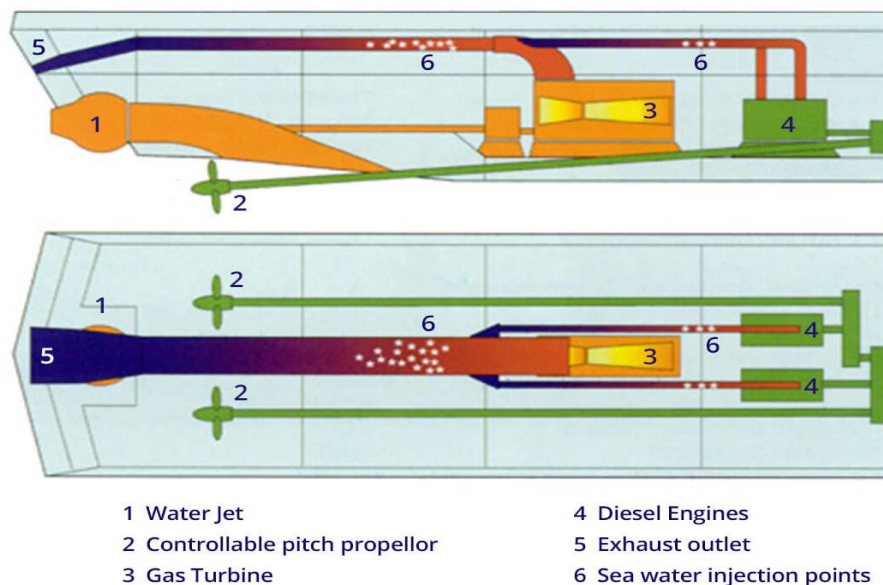 5
6
6
1
3
4
2
2
1
6
4
5
3
6
2
4
1 Water Jet
2 Controllable pitch propellor
3 Gas Turbine
4 Diesel Engines
5 Exhaust outlet
6 Sea water injection points